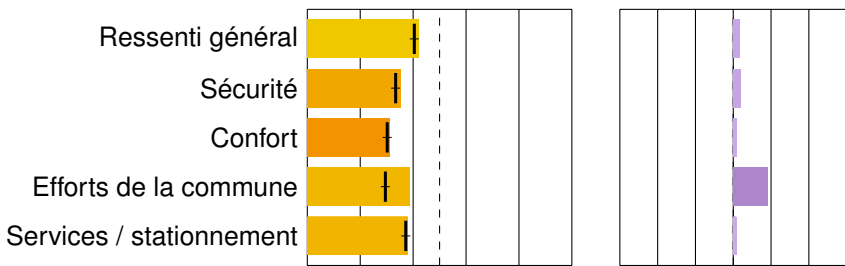 Ressenti général
Sécurité
Confort
Efforts de la commune
Services / stationnement